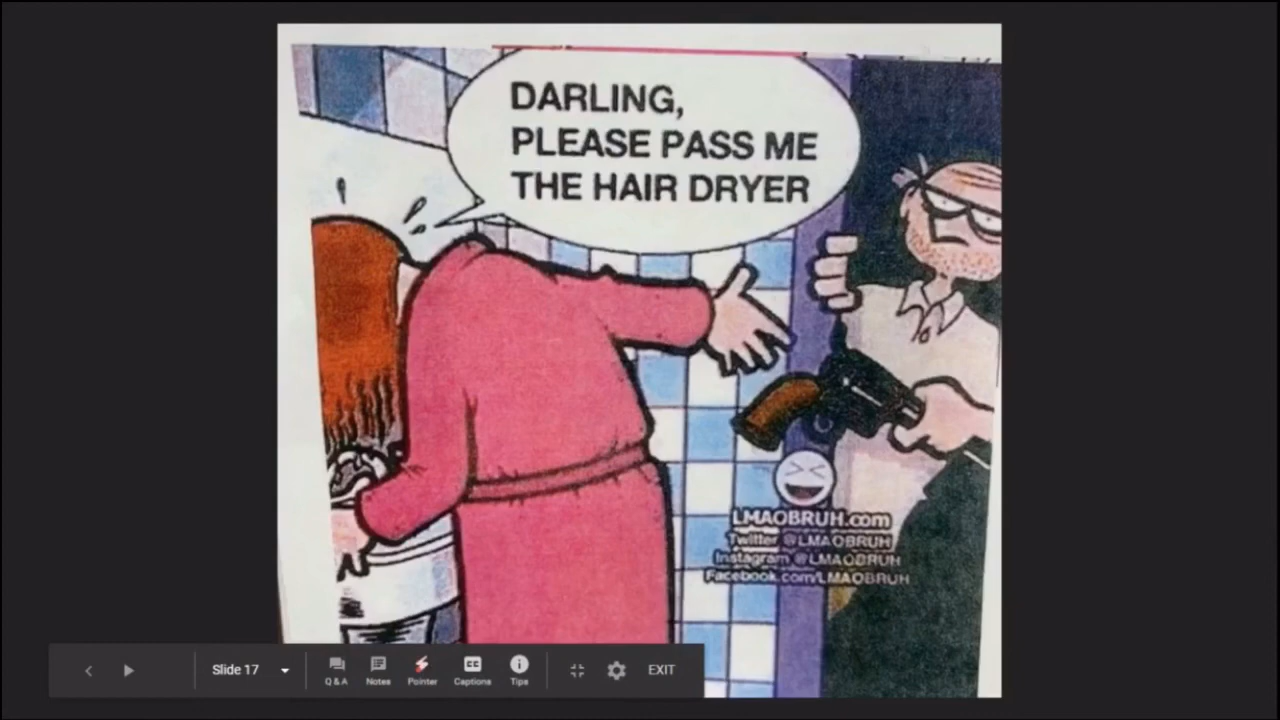 DARLING,
PLEASE PASS ME
THE HAIR DRYER
LMAOBRUH.com
Twitter @LMAOBRUH
Instagram @LMAOBRUH
Facebook.com/LMAOBRUH
Slide 17
Q & A
Notes
Pointer
CC
Captions
Tips
EXIT